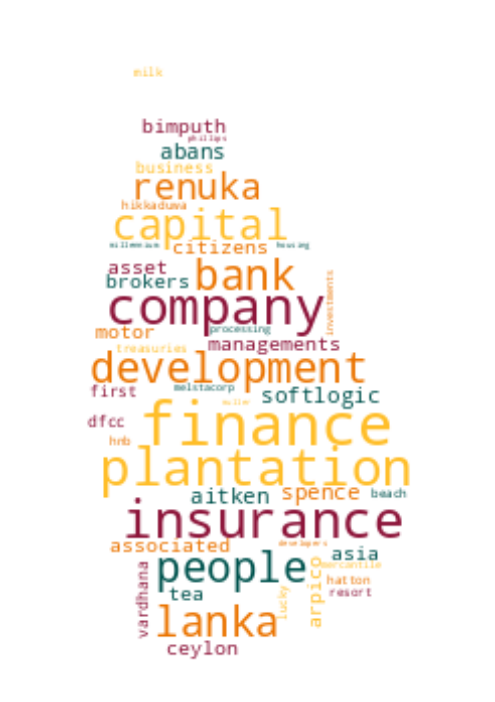 milk
bimputh
phillips
abans
business
renuka
hikkaduwa
capital
millennium citizens housing
asset bank
brokers
investments
company
motor processing
treasuries managements
development
first melstacorp softlogic
miller
dfcc finance
hnb
plantation
aitken spence beach
insurance
associated developers
people asia
mercantile
vardhana tea lucky arpico hatton
resort
lanka
ceylon